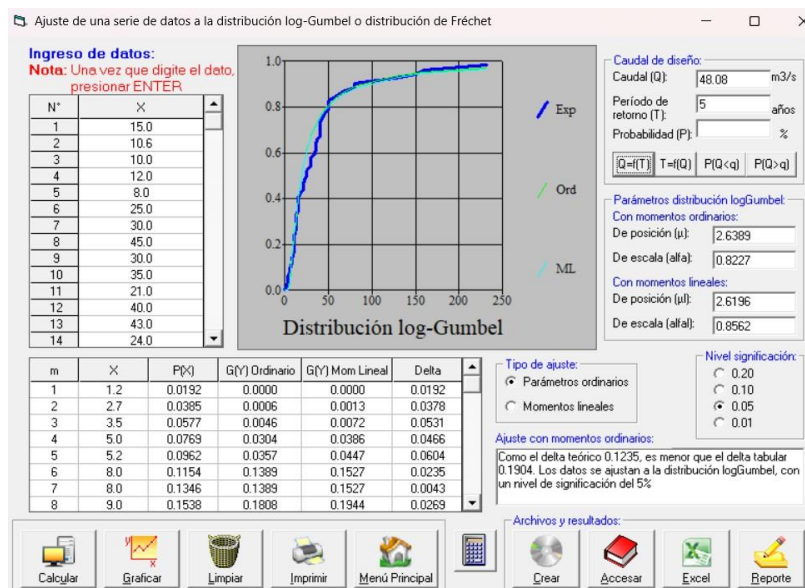 Ajuste de una serie de datos a la distribución log-Gumbel o distribución de Fréchet
Ingreso de datos:
Nota: Una vez que digite el dato,
presionar ENTER
N° X
1 15.0
2 10.6
3 10.0
4 12.0
5 8.0
6 25.0
7 30.0
8 45.0
9 30.0
10 35.0
11 21.0
12 40.0
13 43.0
14 24.0
1.0
0.8
0.6
0.4
0.2
0.0
0 50 100 150 200 250
Distribución log-Gumbel
Exp
Ord
ML
Caudal de diseño:
Caudal (Q): 48.08 m3/s
Período de
retorno (T): 5 años
Probabilidad (P): %
Q=f(T) T=f(Q) P(Q<q) P(Q>q)
Parámetros distribución logGumbel:
Con momentos ordinarios:
De posición (μ): 2.6389
De escala (alfa): 0.8227
Con momentos lineales:
De posición (μl): 2.6196
De escala (alfal): 0.8562
m X P(X) G(Y) Ordinario G(Y) Mom Lineal Delta
1 1.2 0.0192 0.0000 0.0000 0.0192
2 2.7 0.0385 0.0006 0.0013 0.0378
3 3.5 0.0577 0.0046 0.0072 0.0531
4 5.0 0.0769 0.0304 0.0386 0.0466
5 5.2 0.0962 0.0357 0.0447 0.0604
6 8.0 0.1154 0.1389 0.1527 0.0235
7 8.0 0.1346 0.1389 0.1527 0.0043
8 9.0 0.1538 0.1808 0.1944 0.0269
Tipo de ajuste:
Parámetros ordinarios
Momentos lineales
Nivel significación:
0.20
0.10
0.05
0.01
Ajuste con momentos ordinarios:
Como el delta teórico 0.1235, es menor que el delta tabular
0.1904. Los datos se ajustan a la distribución logGumbel, con
un nivel de significación del 5%
Calcular Graficar Limpiar Imprimir Menú Principal
Archivos y resultados:
Crear Accesar Excel Reporte